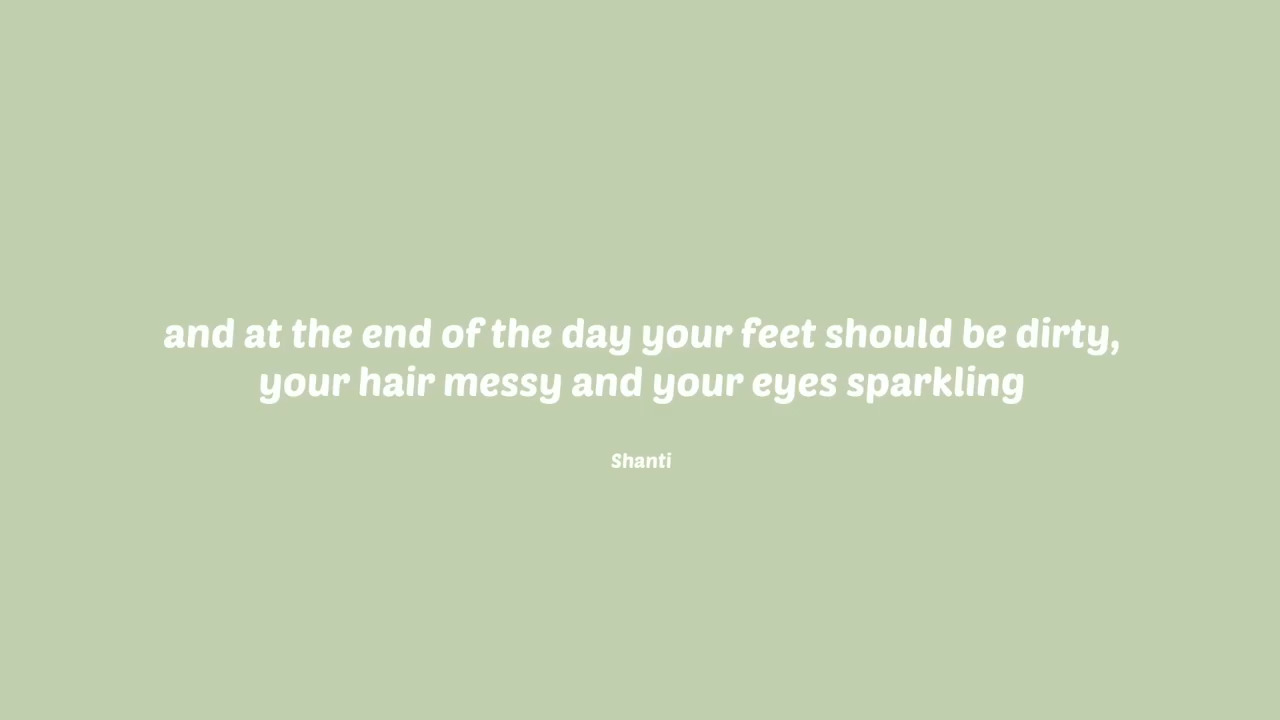 and at the end of the day your feet should be dirty,
your hair messy and your eyes sparkling
Shanti